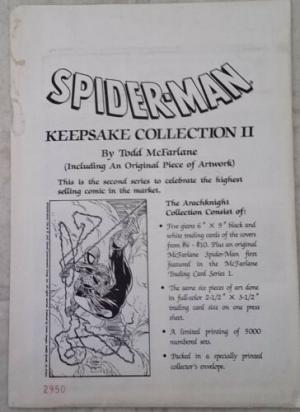 SPIDER-MAN
KEEPSAKE COLLECTION II
By Todd McFarlane
(Including An Original Piece of Artwork)
This is the second series to celebrate the highest
selling comic in the market.
The Arachknight
Collection Consist of:
• Five giant 6" X 9" black and
white trading cards of the covers
from #6 - #10. Plus an original
McFarlane Spider-Man first
featured in the McFarlane
Trading Card Series 1.
• The same six pieces of art done
in full-color 2-1/2" X 3-1/2"
trading card size on one press
sheet.
• A limited printing of 5000
numbered sets.
• Packed in a specially printed
collector's envelope.
2950